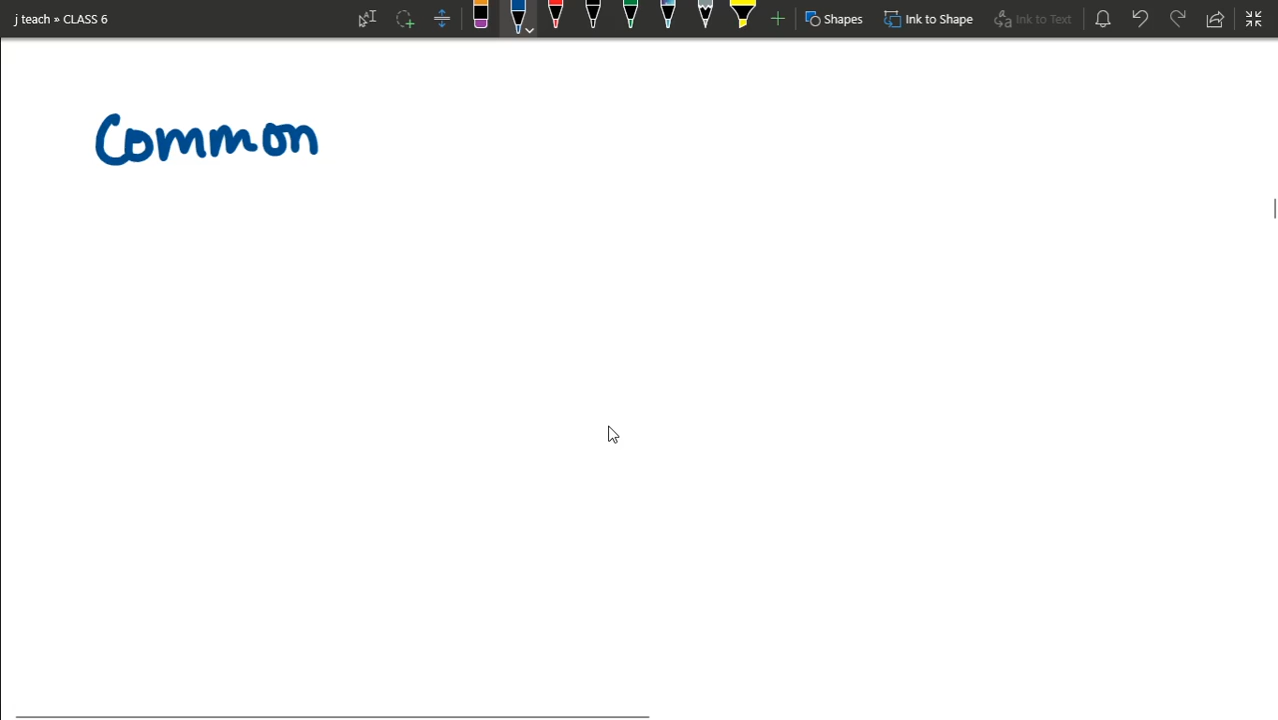 j teach » CLASS 6
Shapes
Ink to Shape
Ink to Text
Common